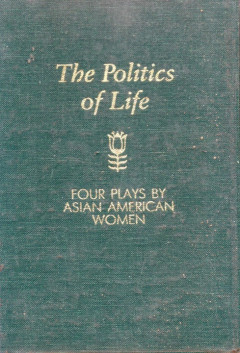 The Politics
of Life
FOUR PLAYS BY
ASIAN AMERICAN
WOMEN